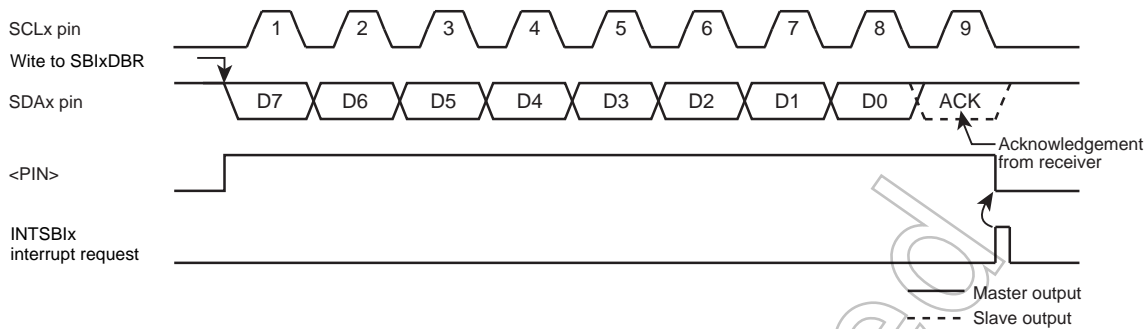 SCLx pin
1 2 3 4 5 6 7 8 9
Wite to SBIxDBR
SDAx pin
D7 D6 D5 D4 D3 D2 D1 D0 ACK
Acknowledgement
from receiver
<PIN>
INTSBIx
interrupt request
Master output
Slave output